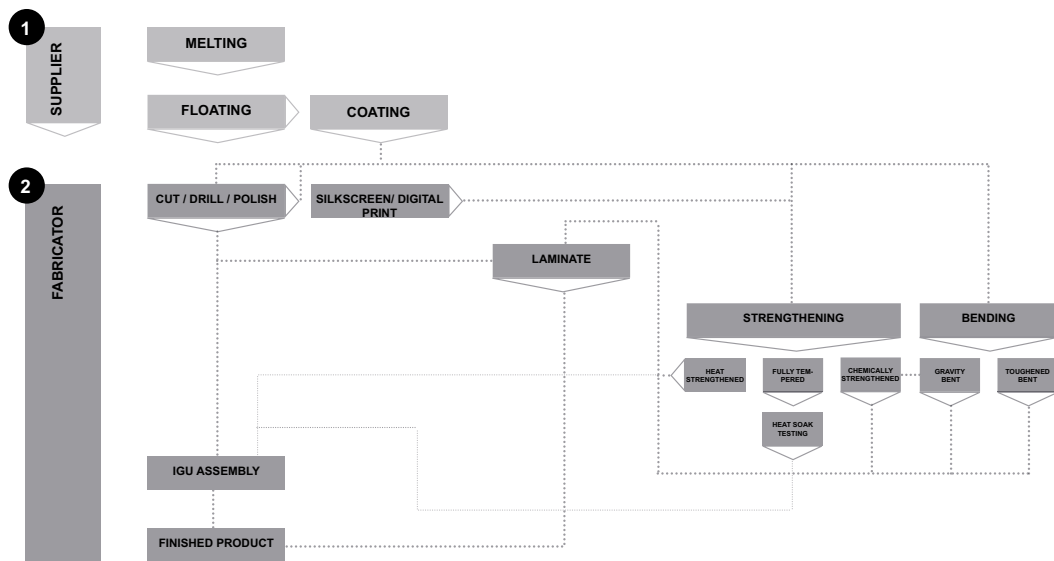 1
SUPPLIER
MELTING
FLOATING
COATING
2
FABRICATOR
CUT / DRILL / POLISH
SILKSCREEN/ DIGITAL
PRINT
LAMINATE
STRENGTHENING
BENDING
HEAT
STRENGTHENED
FULLY TEM-
PERED
CHEMICALLY
STRENGTHENED
GRAVITY
BENT
TOUGHENED
BENT
HEAT SOAK
TESTING
IGU ASSEMBLY
FINISHED PRODUCT